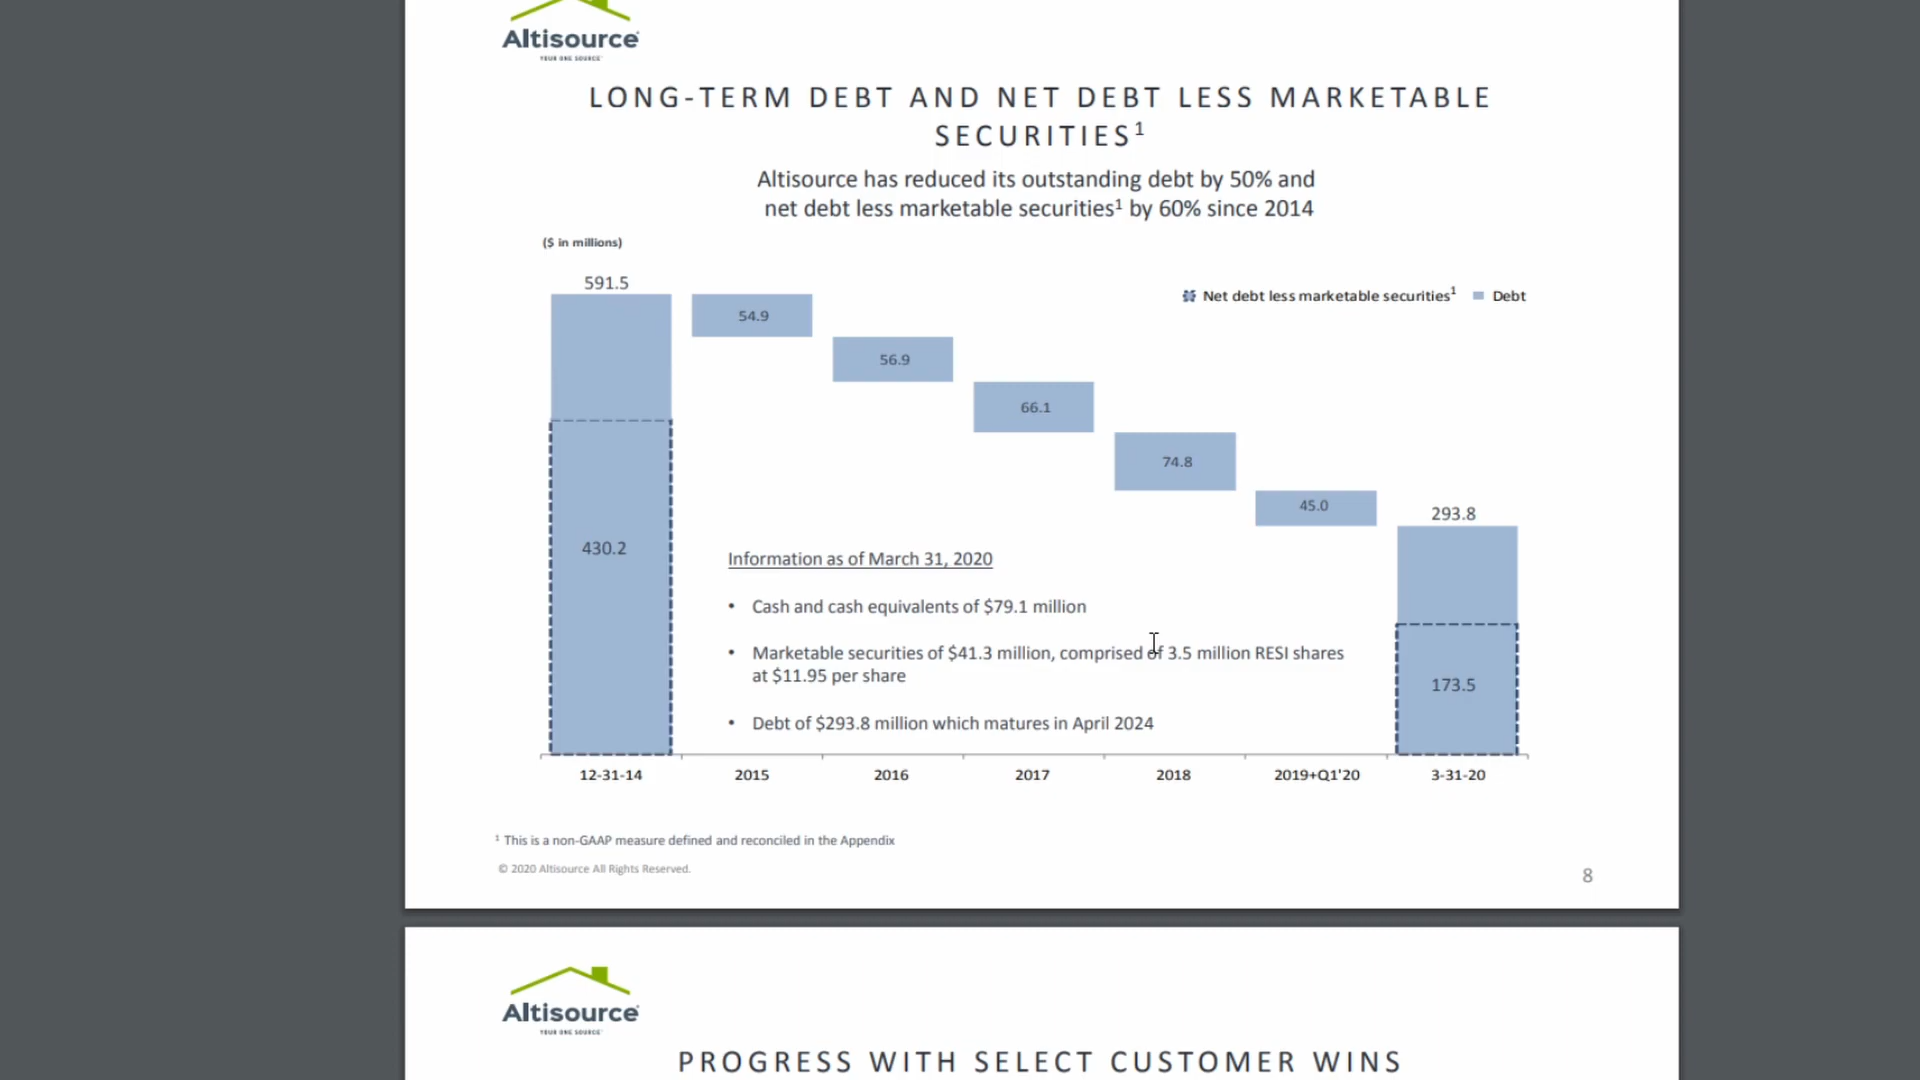 Altisource
YOUR ONE SOURCE
LONG-TERM DEBT AND NET DEBT LESS MARKETABLE
SECURITIES¹
Altisource has reduced its outstanding debt by 50% and
net debt less marketable securities¹ by 60% since 2014
($ in millions)
591.5
Net debt less marketable securities¹ Debt
54.9
56.9
66.1
74.8
45.0
293.8
430.2
Information as of March 31, 2020
• Cash and cash equivalents of $79.1 million
• Marketable securities of $41.3 million, comprised of 3.5 million RESI shares
at $11.95 per share
173.5
• Debt of $293.8 million which matures in April 2024
12-31-14 2015 2016 2017 2018 2019+Q1'20 3-31-20
¹ This is a non-GAAP measure defined and reconciled in the Appendix
© 2020 Altisource All Rights Reserved.
8
Altisource
YOUR ONE SOURCE
PROGRESS WITH SELECT CUSTOMER WINS